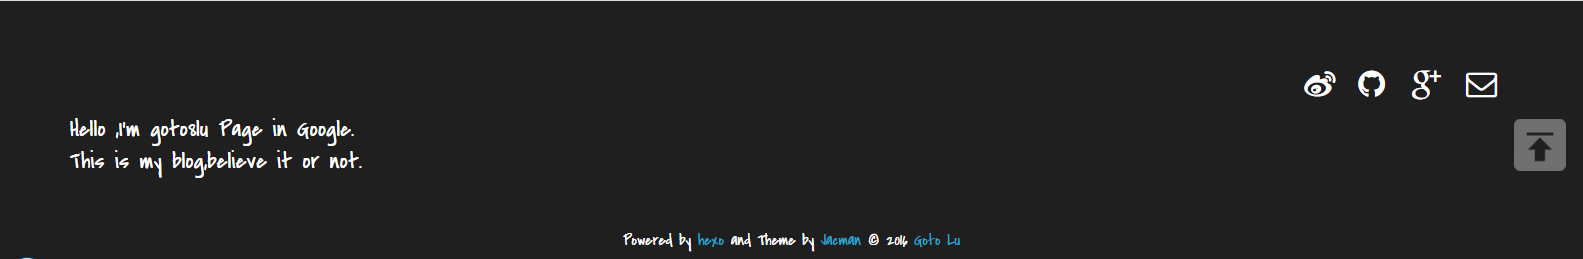 Hello ,I'm goto8lu Page in Google.
This is my blog,believe it or not.
Powered by hexo and Theme by Jacman © 2016 Goto Lu